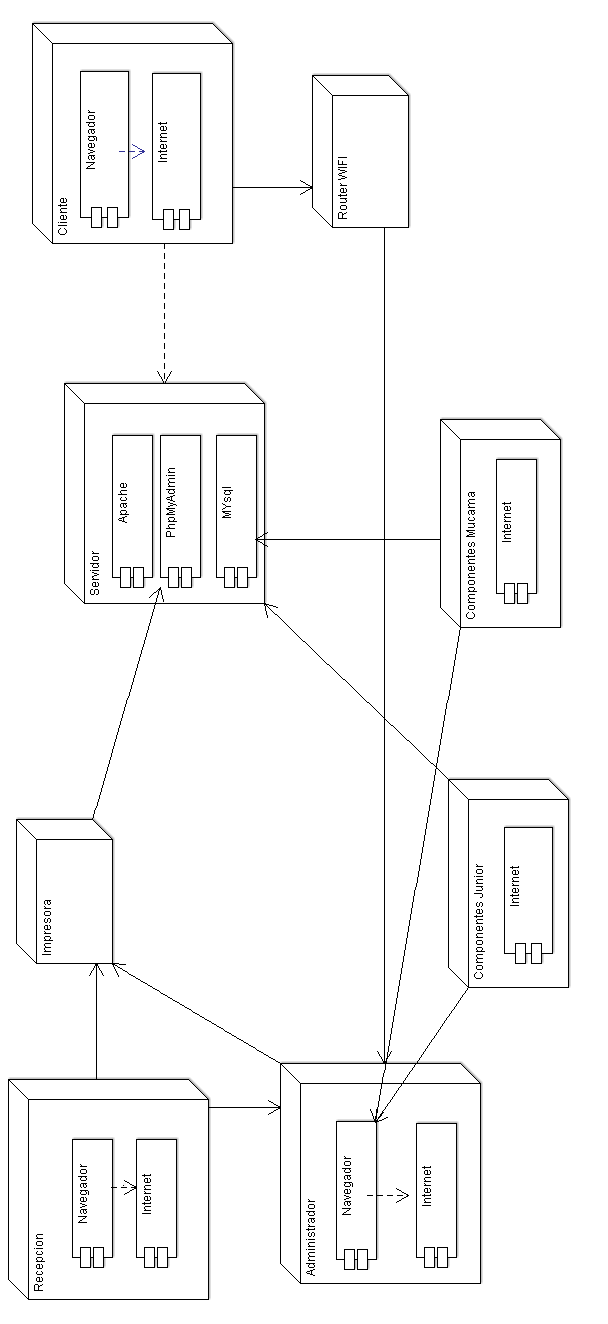 Cliente
Navegador
Internet
Router WIFI
Servidor
Apache
PhpMyAdmin
MYsql
Componentes Mucama
Internet
Impresora
Componentes Junior
Internet
Recepcion
Navegador
Internet
Administrador
Navegador
Internet